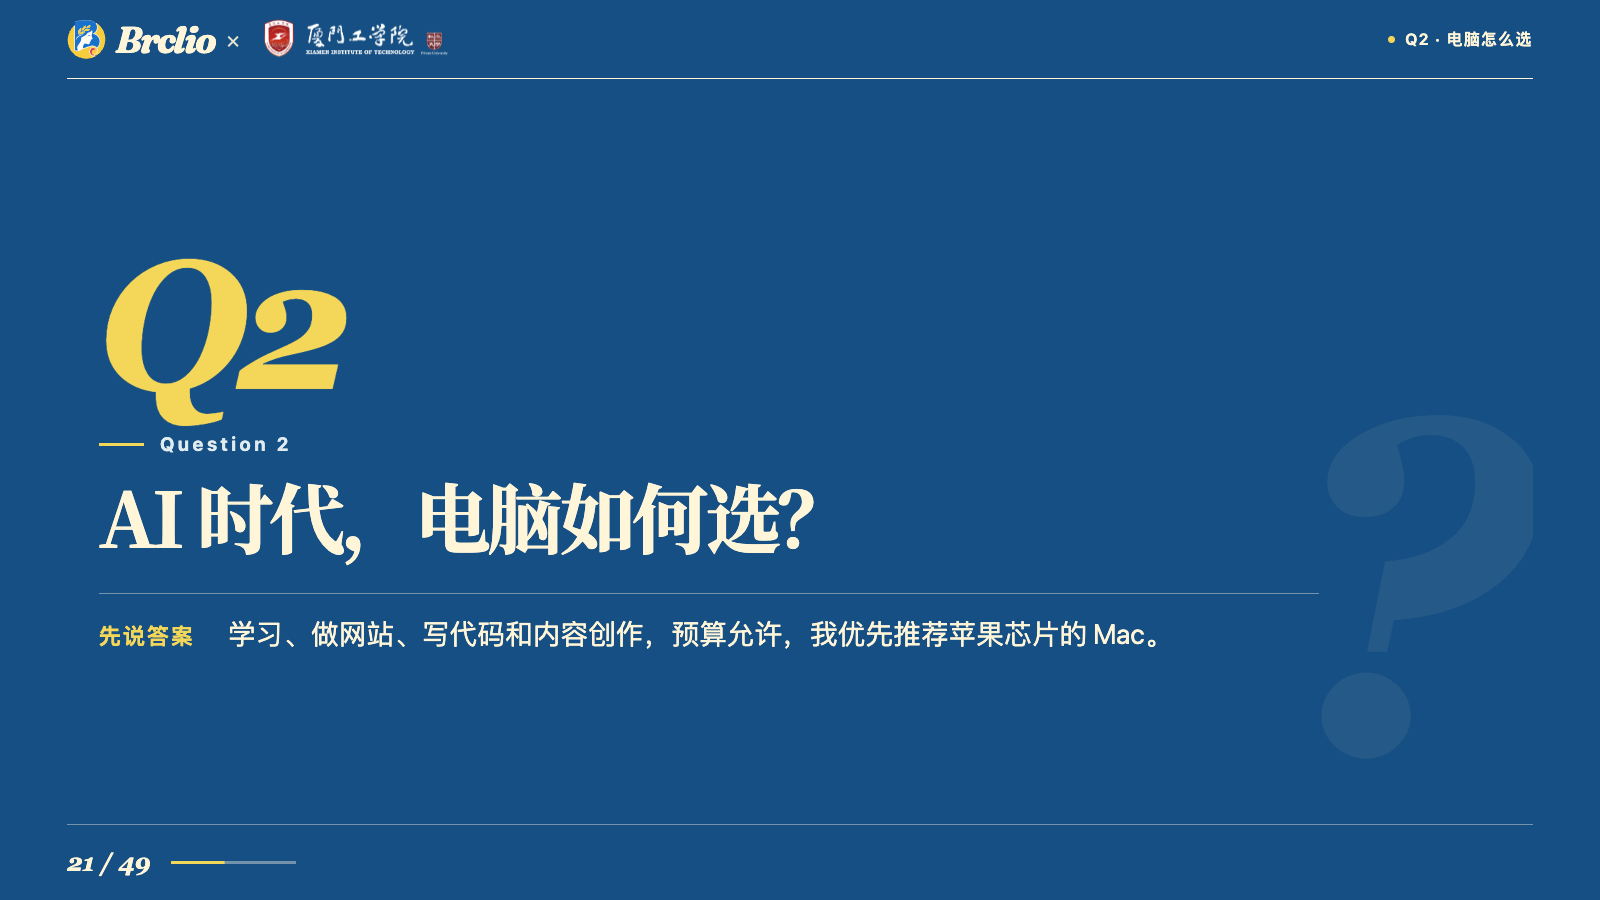 Brclio × 厦門工学院
XIAMEN INSTITUTE OF TECHNOLOGY
Q2 · 电脑怎么选
Q2
Question 2
AI 时代，电脑如何选？
先说答案 学习、做网站、写代码和内容创作，预算允许，我优先推荐苹果芯片的 Mac。
?
21 / 49